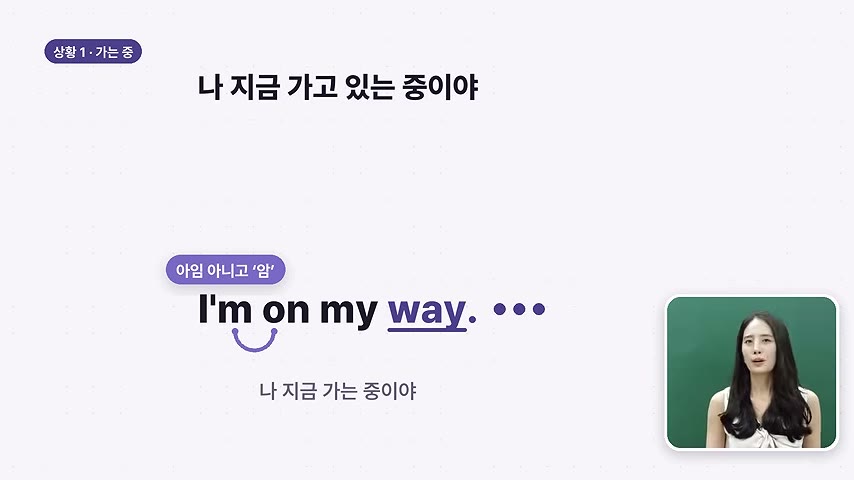 상황 1 · 가는 중
나 지금 가고 있는 중이야
아임 아니고 ‘암’
I'm on my way.
나 지금 가는 중이야